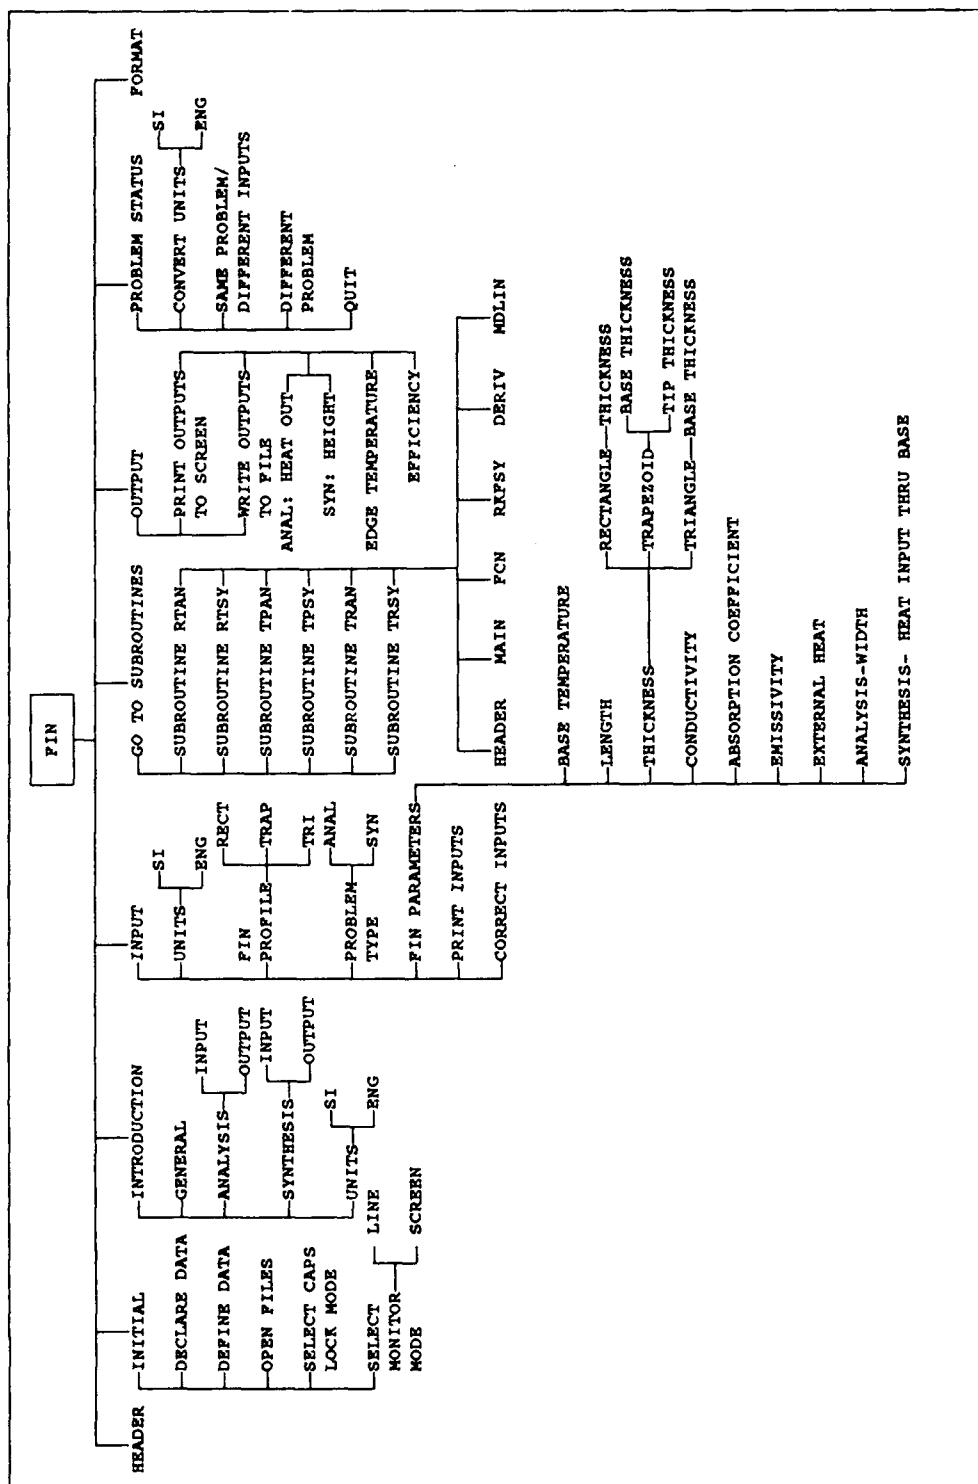 FIN
HEADER
INITIAL
DECLARE DATA
DEFINE DATA
OPEN FILES
SELECT CAPS
LOCK MODE
SELECT
MONITOR
MODE
LINE
SCREEN
INTRODUCTION
GENERAL
ANALYSIS
INPUT
OUTPUT
SYNTHESIS
INPUT
OUTPUT
UNITS
SI
ENG
INPUT
UNITS
SI
ENG
FIN
PROFILE
RECT
TRAP
TRI
PROBLEM
TYPE
ANAL
SYN
FIN PARAMETERS
PRINT INPUTS
CORRECT INPUTS
BASE TEMPERATURE
LENGTH
THICKNESS
RECTANGLE
THICKNESS
TRAPEZOID
BASE THICKNESS
TIP THICKNESS
TRIANGLE
BASE THICKNESS
CONDUCTIVITY
ABSORPTION COEFFICIENT
EMISSIVITY
EXTERNAL HEAT
ANALYSIS-WIDTH
SYNTHESIS- HEAT INPUT THRU BASE
GO TO SUBROUTINES
SUBROUTINE RTAN
SUBROUTINE RTSY
SUBROUTINE TPAN
SUBROUTINE TPSY
SUBROUTINE TRAN
SUBROUTINE TRSY
HEADER
MAIN
FCN
RKFSY
DERIV
MDLIN
OUTPUT
PRINT OUTPUTS
TO SCREEN
WRITE OUTPUTS
TO FILE
ANAL: HEAT OUT
SYN: HEIGHT
EDGE TEMPERATURE
EFFICIENCY
PROBLEM STATUS
CONVERT UNITS
SI
ENG
SAME PROBLEM/
DIFFERENT INPUTS
DIFFERENT
PROBLEM
QUIT
FORMAT